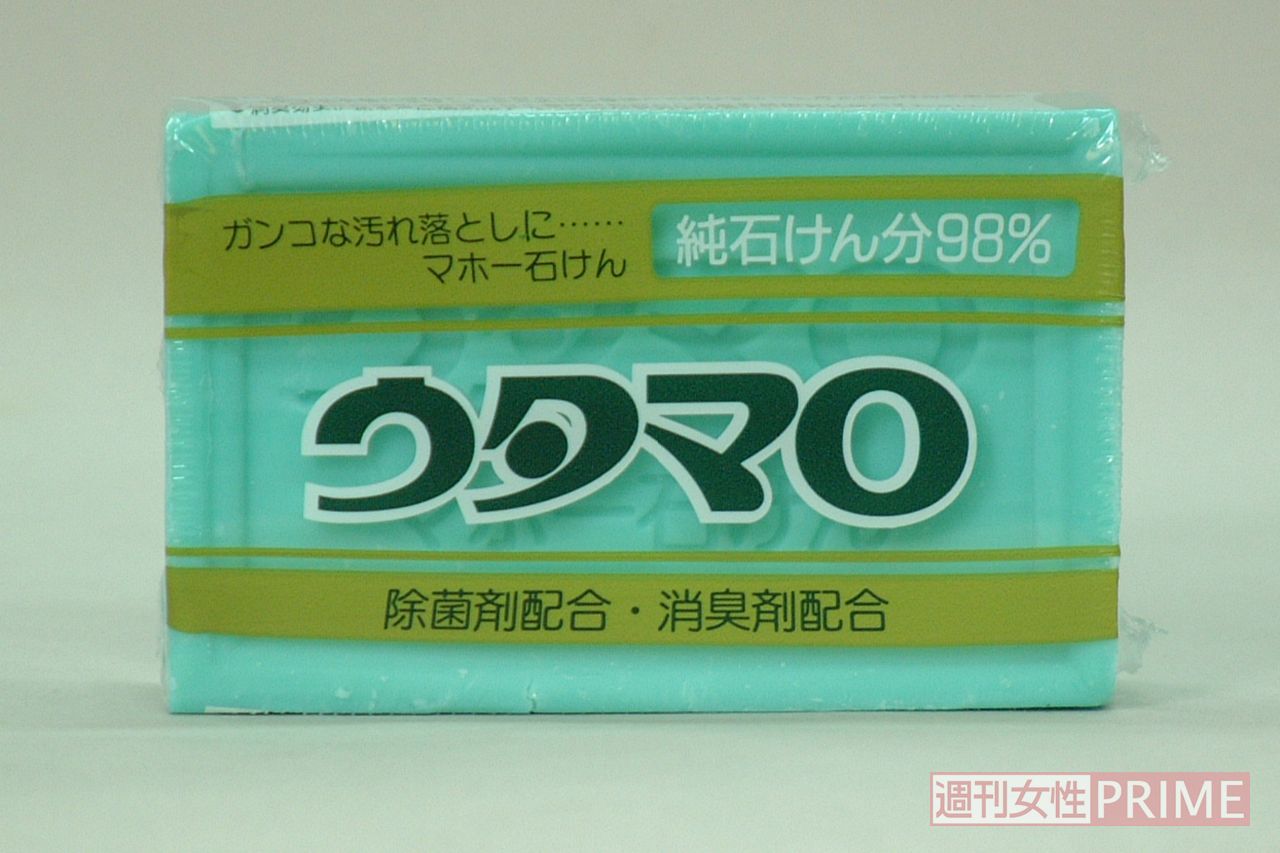 ガンコな汚れ落としに……
マホー石けん
純石けん分98%
ウタマロ
除菌剤配合・消臭剤配合
週刊女性PRIME